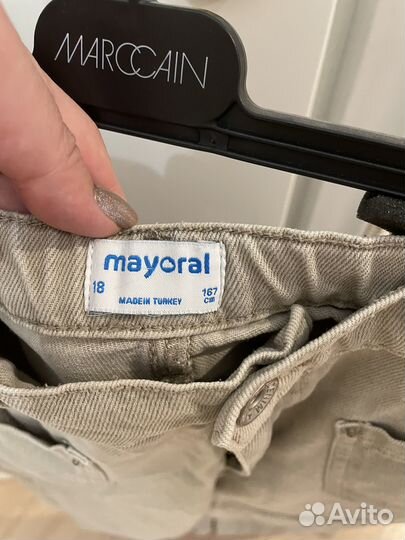 MARCCAIN
mayoral
18
167
cm
MADE IN TURKEY
Avito